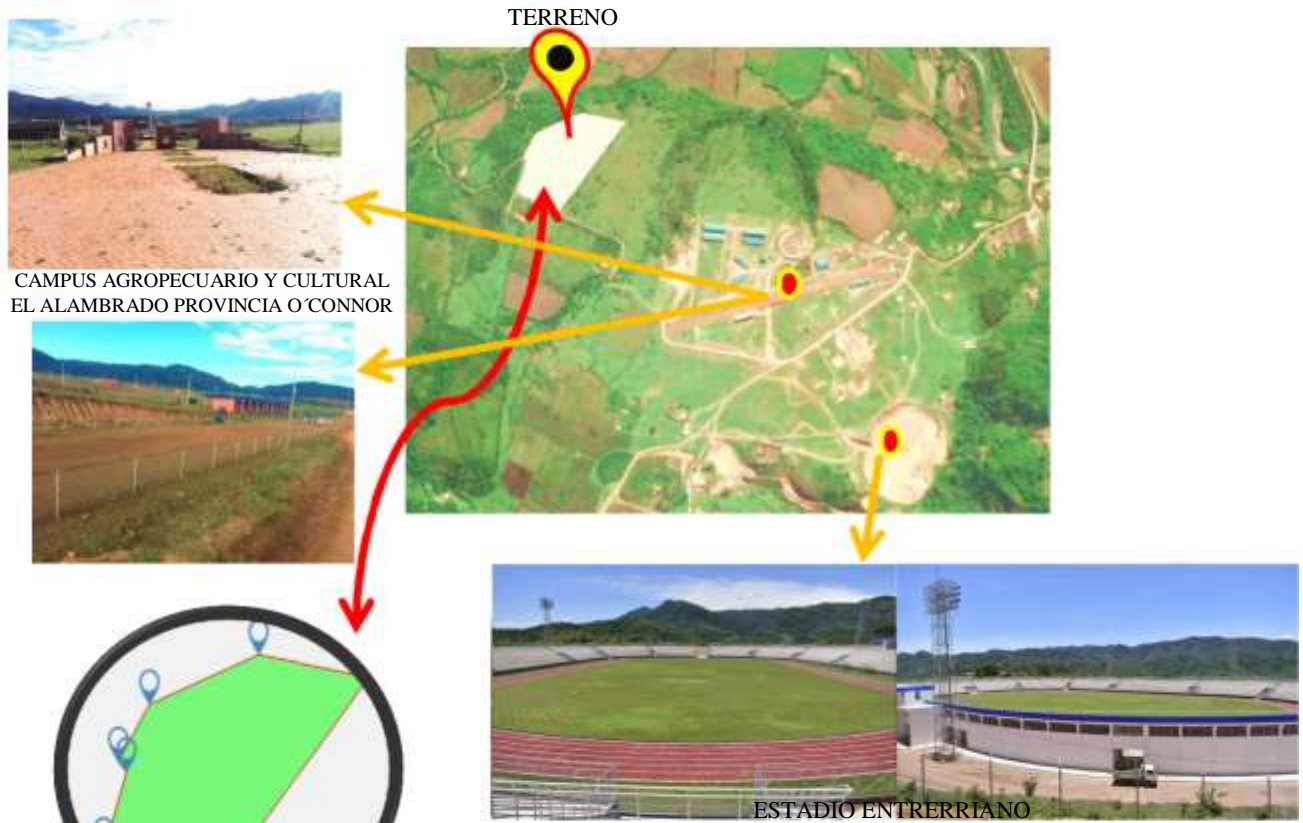 TERRENO
CAMPUS AGROPECUARIO Y CULTURAL
EL ALAMBRADO PROVINCIA O´CONNOR
ESTADIO ENTRERRIANO